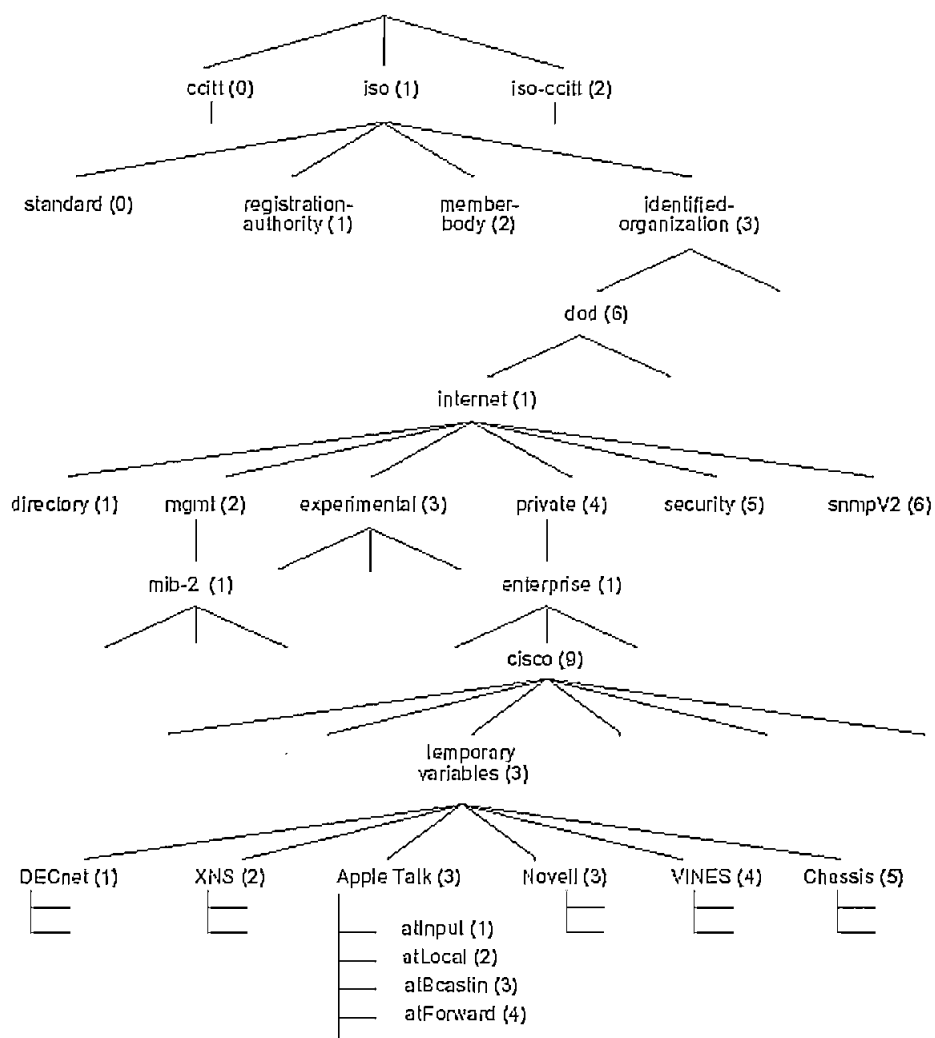 ccitt (0)
iso (1)
iso-ccitt (2)
standard (0)
registration-
authority (1)
member-
body (2)
identified-
organization (3)
dod (6)
internet (1)
directory (1)
mgmt (2)
experimental (3)
private (4)
security (5)
snmpV2 (6)
mib-2 (1)
enterprise (1)
cisco (9)
temporary
variables (3)
DECnet (1)
XNS (2)
Apple Talk (3)
Novell (3)
VINES (4)
Chassis (5)
atInput (1)
atLocal (2)
atBcastin (3)
atForward (4)